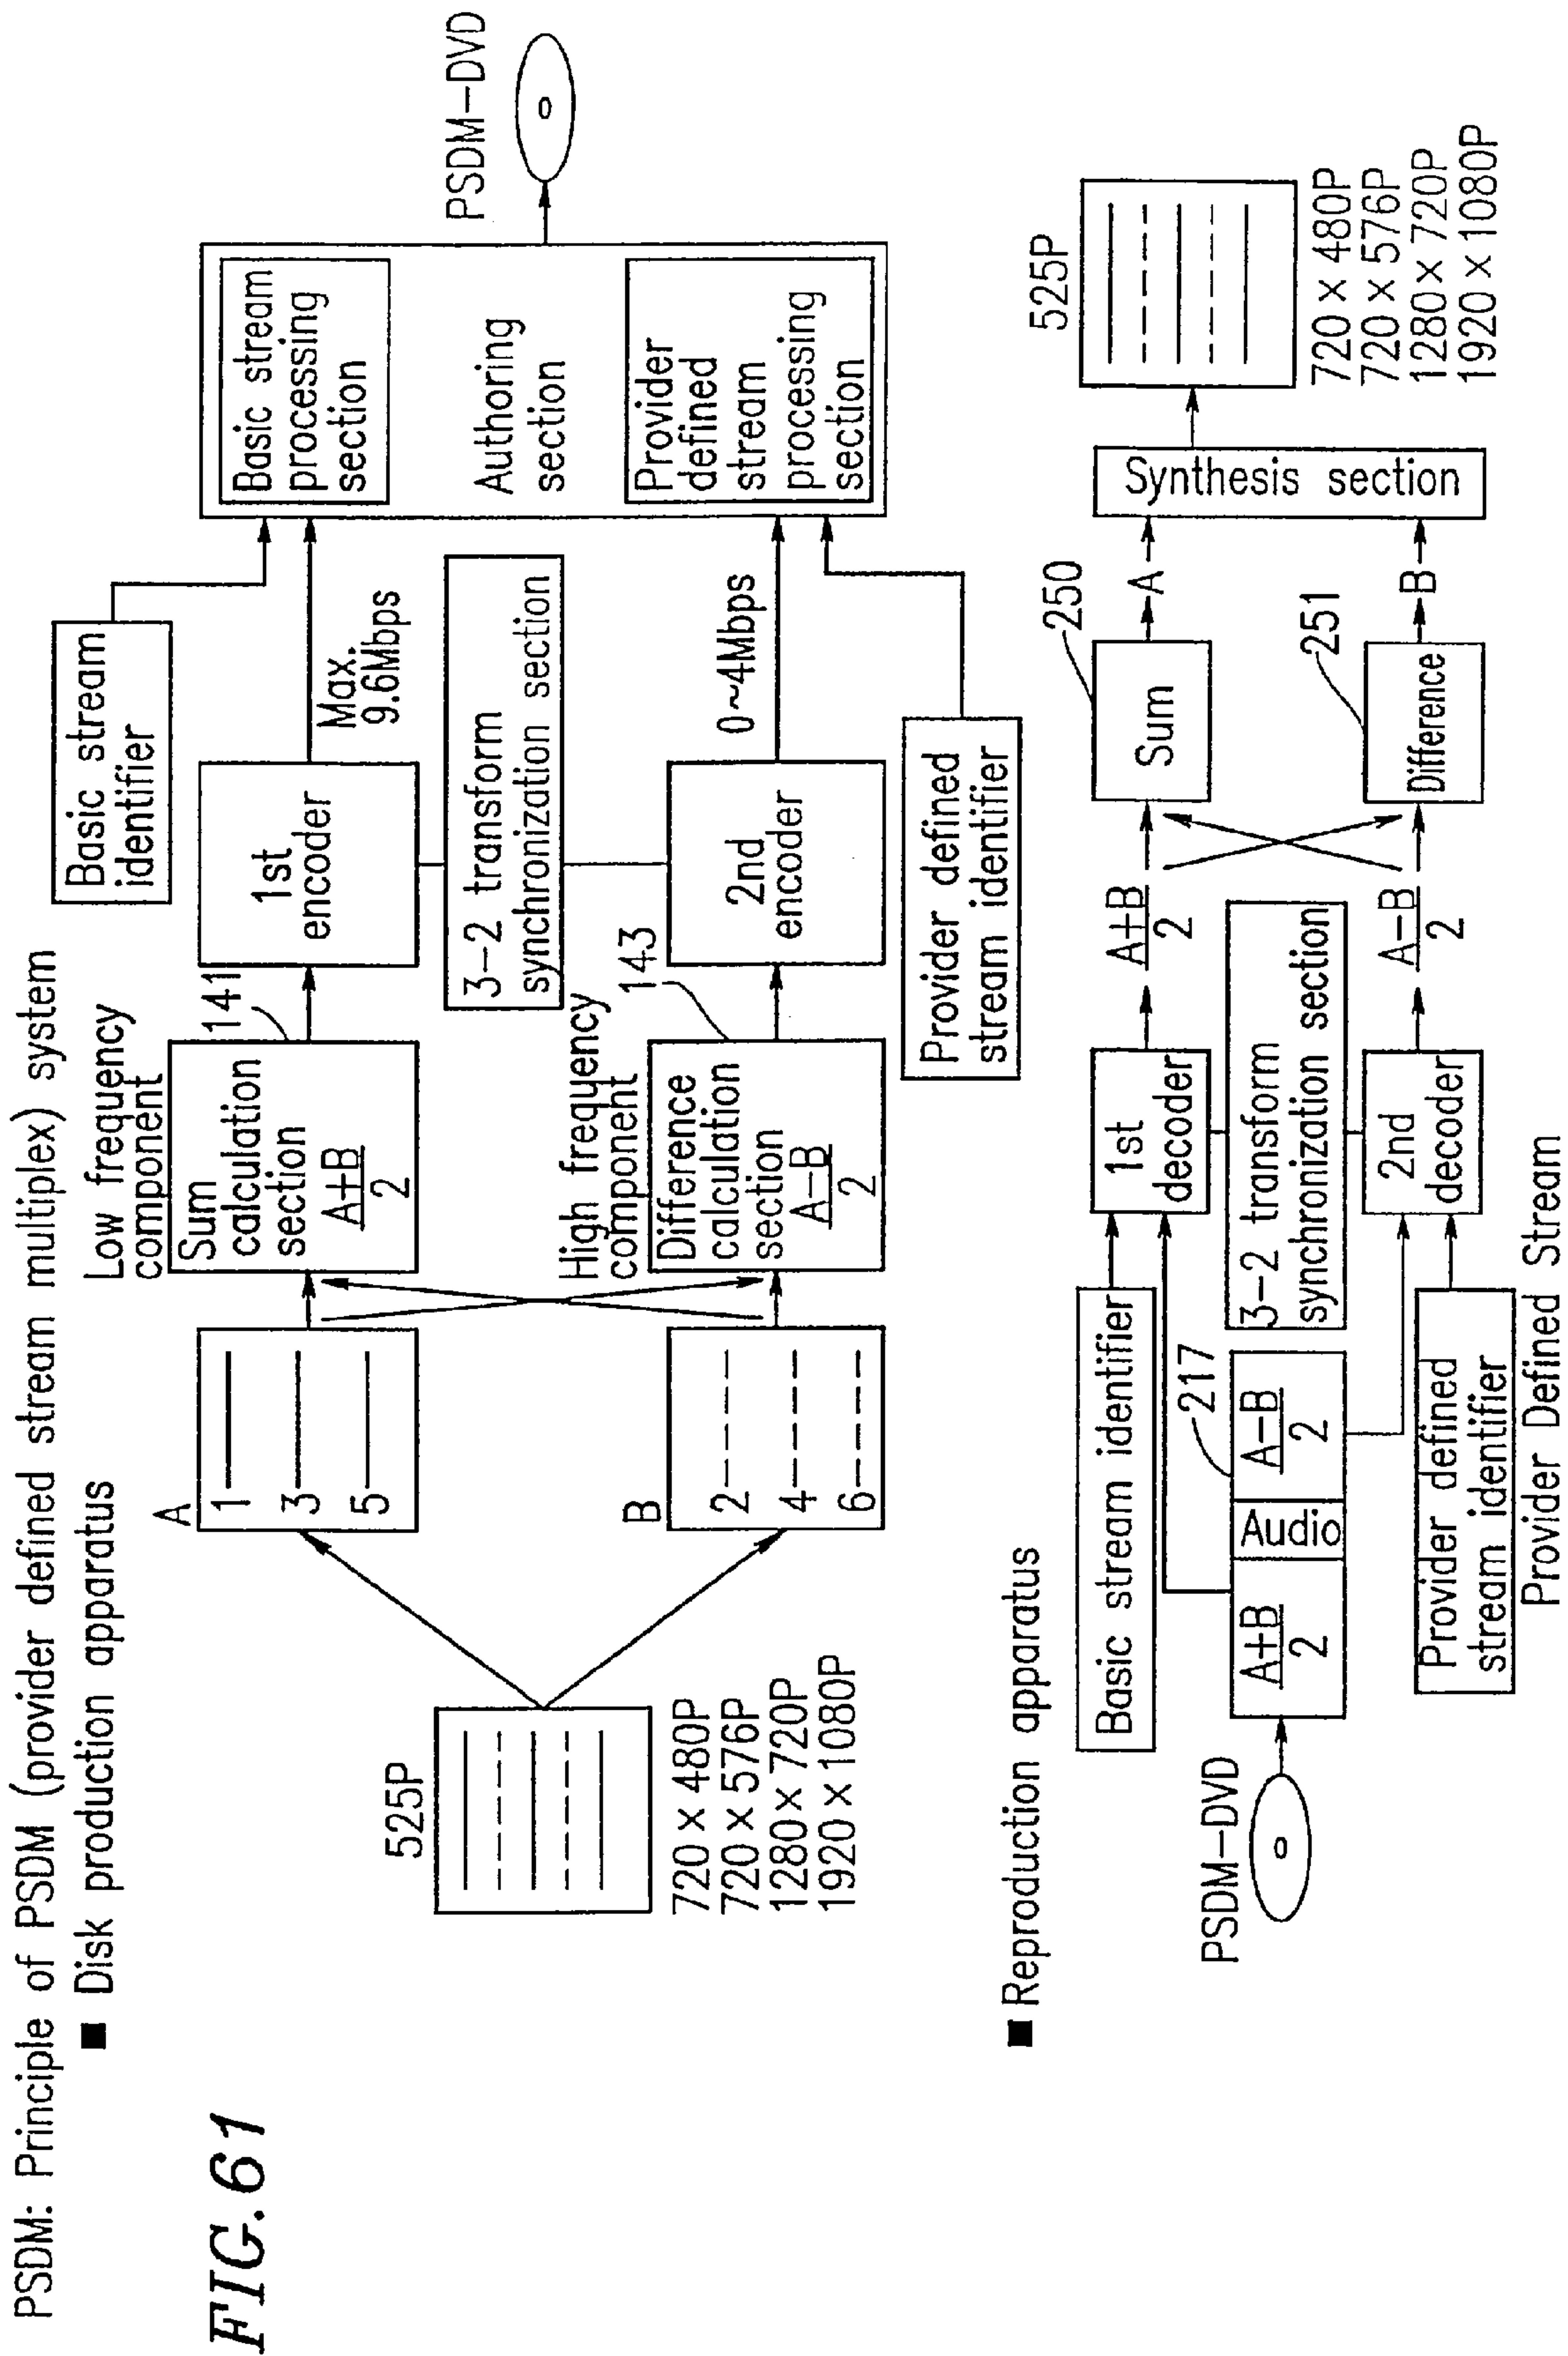 PSDM: Principle of PSDM (provider defined stream multiplex) system
FIG. 61
■ Disk production apparatus
525P
720 × 480P
720 × 576P
1280 × 720P
1920 × 1080P
A
1
3
5
B
2
4
6
Low frequency
component
Sum
calculation
section
A+B
2
141
High frequency
component
Difference
calculation
section
A−B
2
143
1st
encoder
3−2 transform
synchronization section
2nd
encoder
Basic stream
identifier
Max.
9.6Mbps
0~4Mbps
Provider defined
stream identifier
Basic stream
processing
section
Authoring
section
Provider
defined
stream
processing
section
PSDM−DVD
■ Reproduction apparatus
PSDM−DVD
A+B
2
Audio
A−B
2
217
Basic stream identifier
Provider defined
stream identifier
Provider Defined Stream
1st
decoder
3−2 transform
synchronization section
2nd
decoder
A+B
2
A−B
2
Sum
250
Difference
251
A
B
Synthesis section
525P
720 × 480P
720 × 576P
1280 × 720P
1920 × 1080P